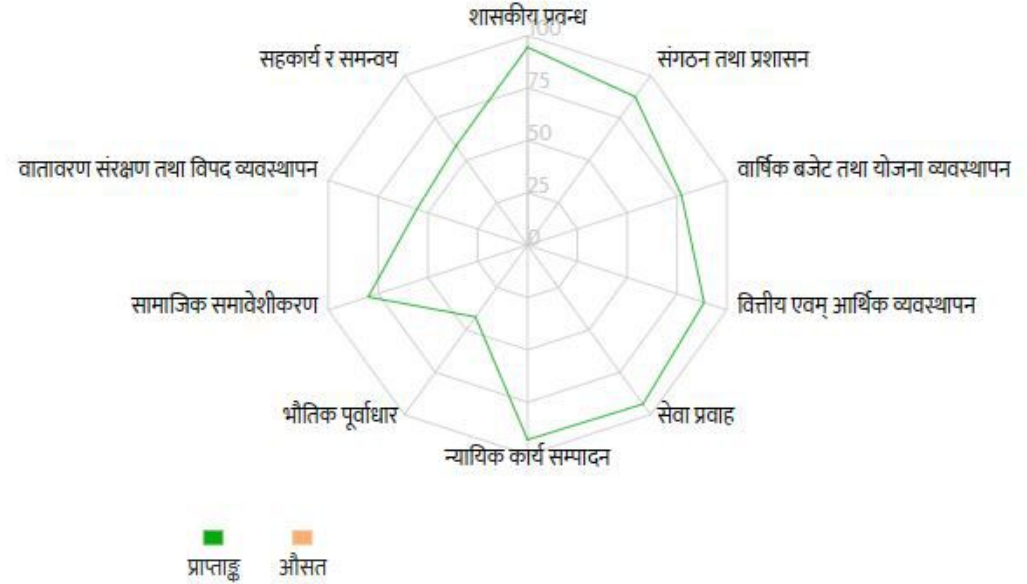 शासकीय प्रवन्ध
100
सहकार्य र समन्वय
संगठन तथा प्रशासन
75
50
वातावरण संरक्षण तथा विपद व्यवस्थापन
वार्षिक बजेट तथा योजना व्यवस्थापन
25
0
सामाजिक समावेशीकरण
वित्तीय एवम् आर्थिक व्यवस्थापन
भौतिक पूर्वाधार
सेवा प्रवाह
न्यायिक कार्य सम्पादन
प्राप्ताङ्क
औसत